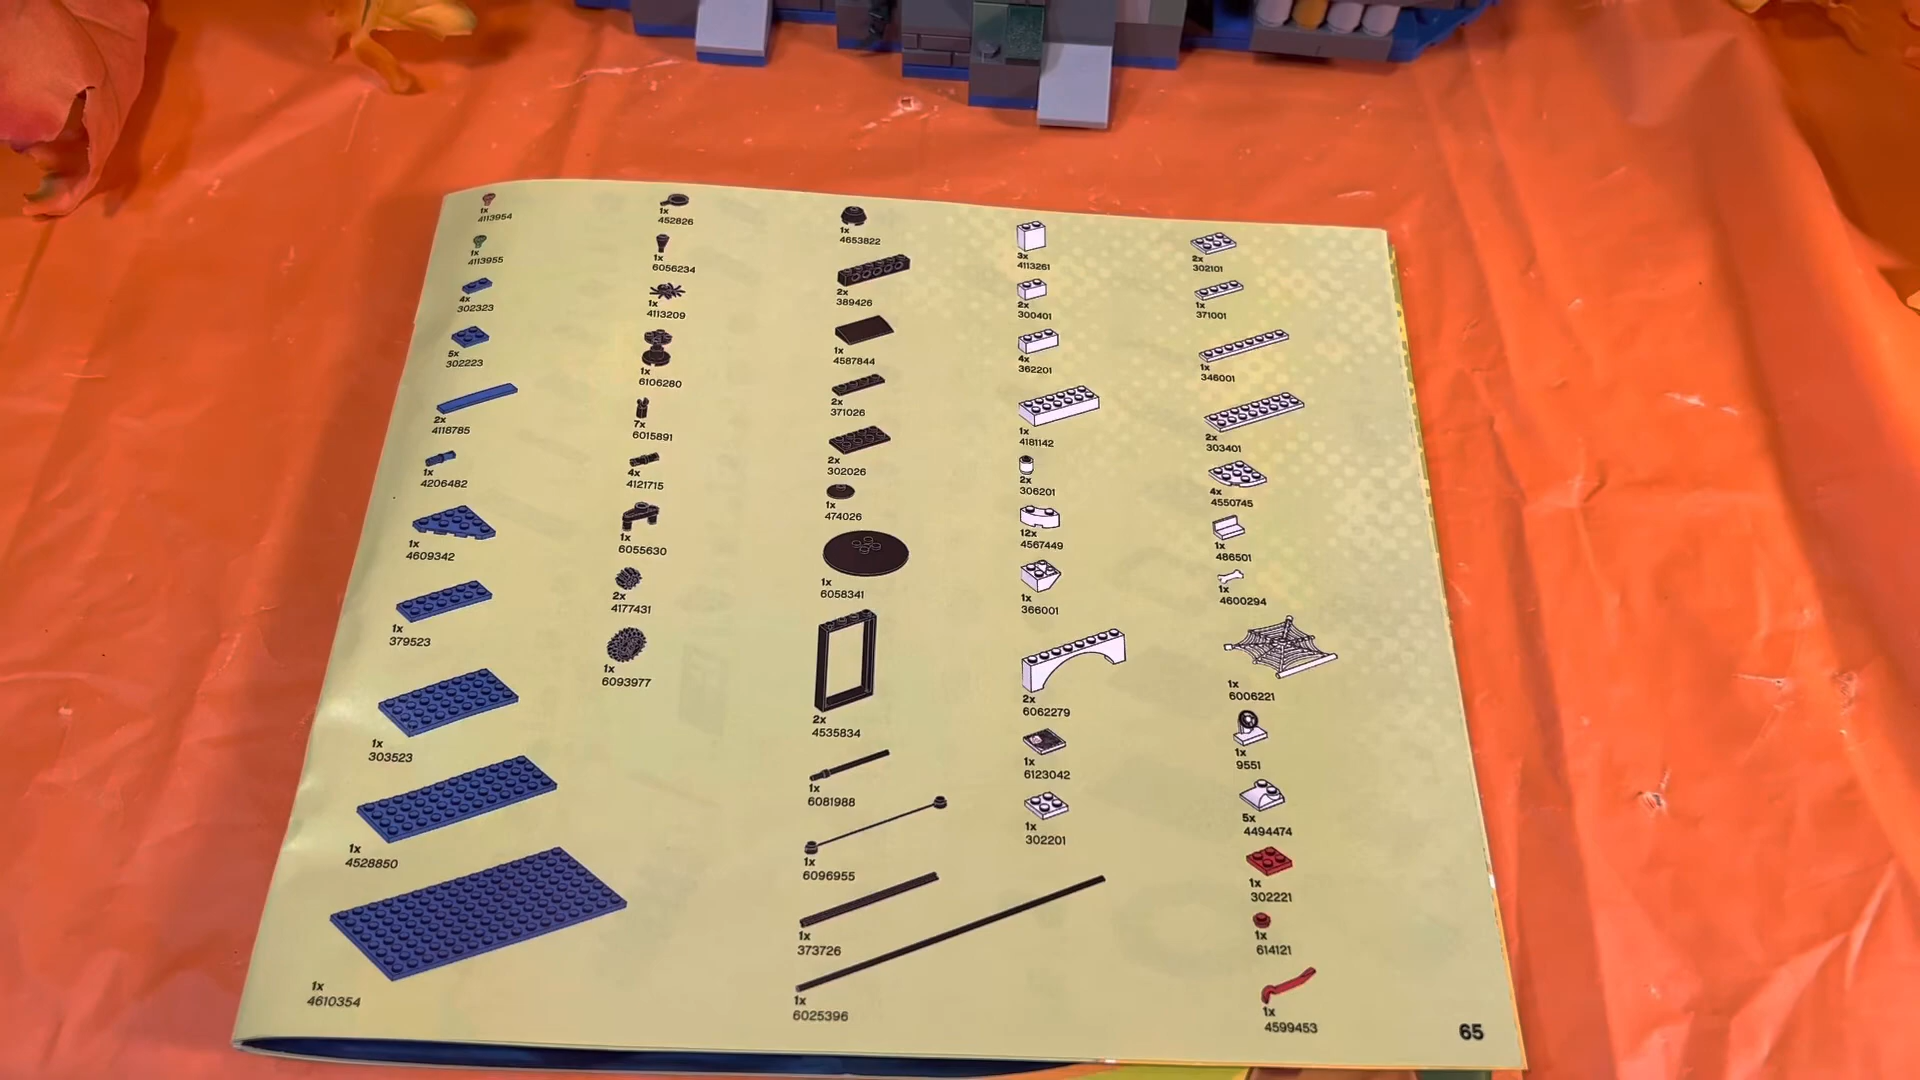 1x
4113954
1x
4113955
4x
302323
5x
302223
2x
4118785
1x
4206482
1x
4609342
1x
379523
1x
303523
1x
4528850
1x
4610354
1x
452826
1x
6056234
1x
4113209
1x
6106280
7x
6015891
4x
4121715
1x
6055630
2x
4177431
1x
6093977
1x
4653822
2x
389426
1x
4587844
2x
371026
2x
302026
1x
474026
1x
6058341
2x
4535834
1x
6081988
1x
6096955
1x
373726
1x
6025396
3x
4113261
2x
300401
4x
362201
1x
4181142
2x
306201
12x
4567449
1x
366001
2x
6062279
1x
6123042
1x
302201
2x
302101
1x
371001
1x
346001
2x
303401
4x
4550745
1x
486501
1x
4600294
1x
6006221
1x
9551
5x
4494474
1x
302221
1x
614121
1x
4599453
65